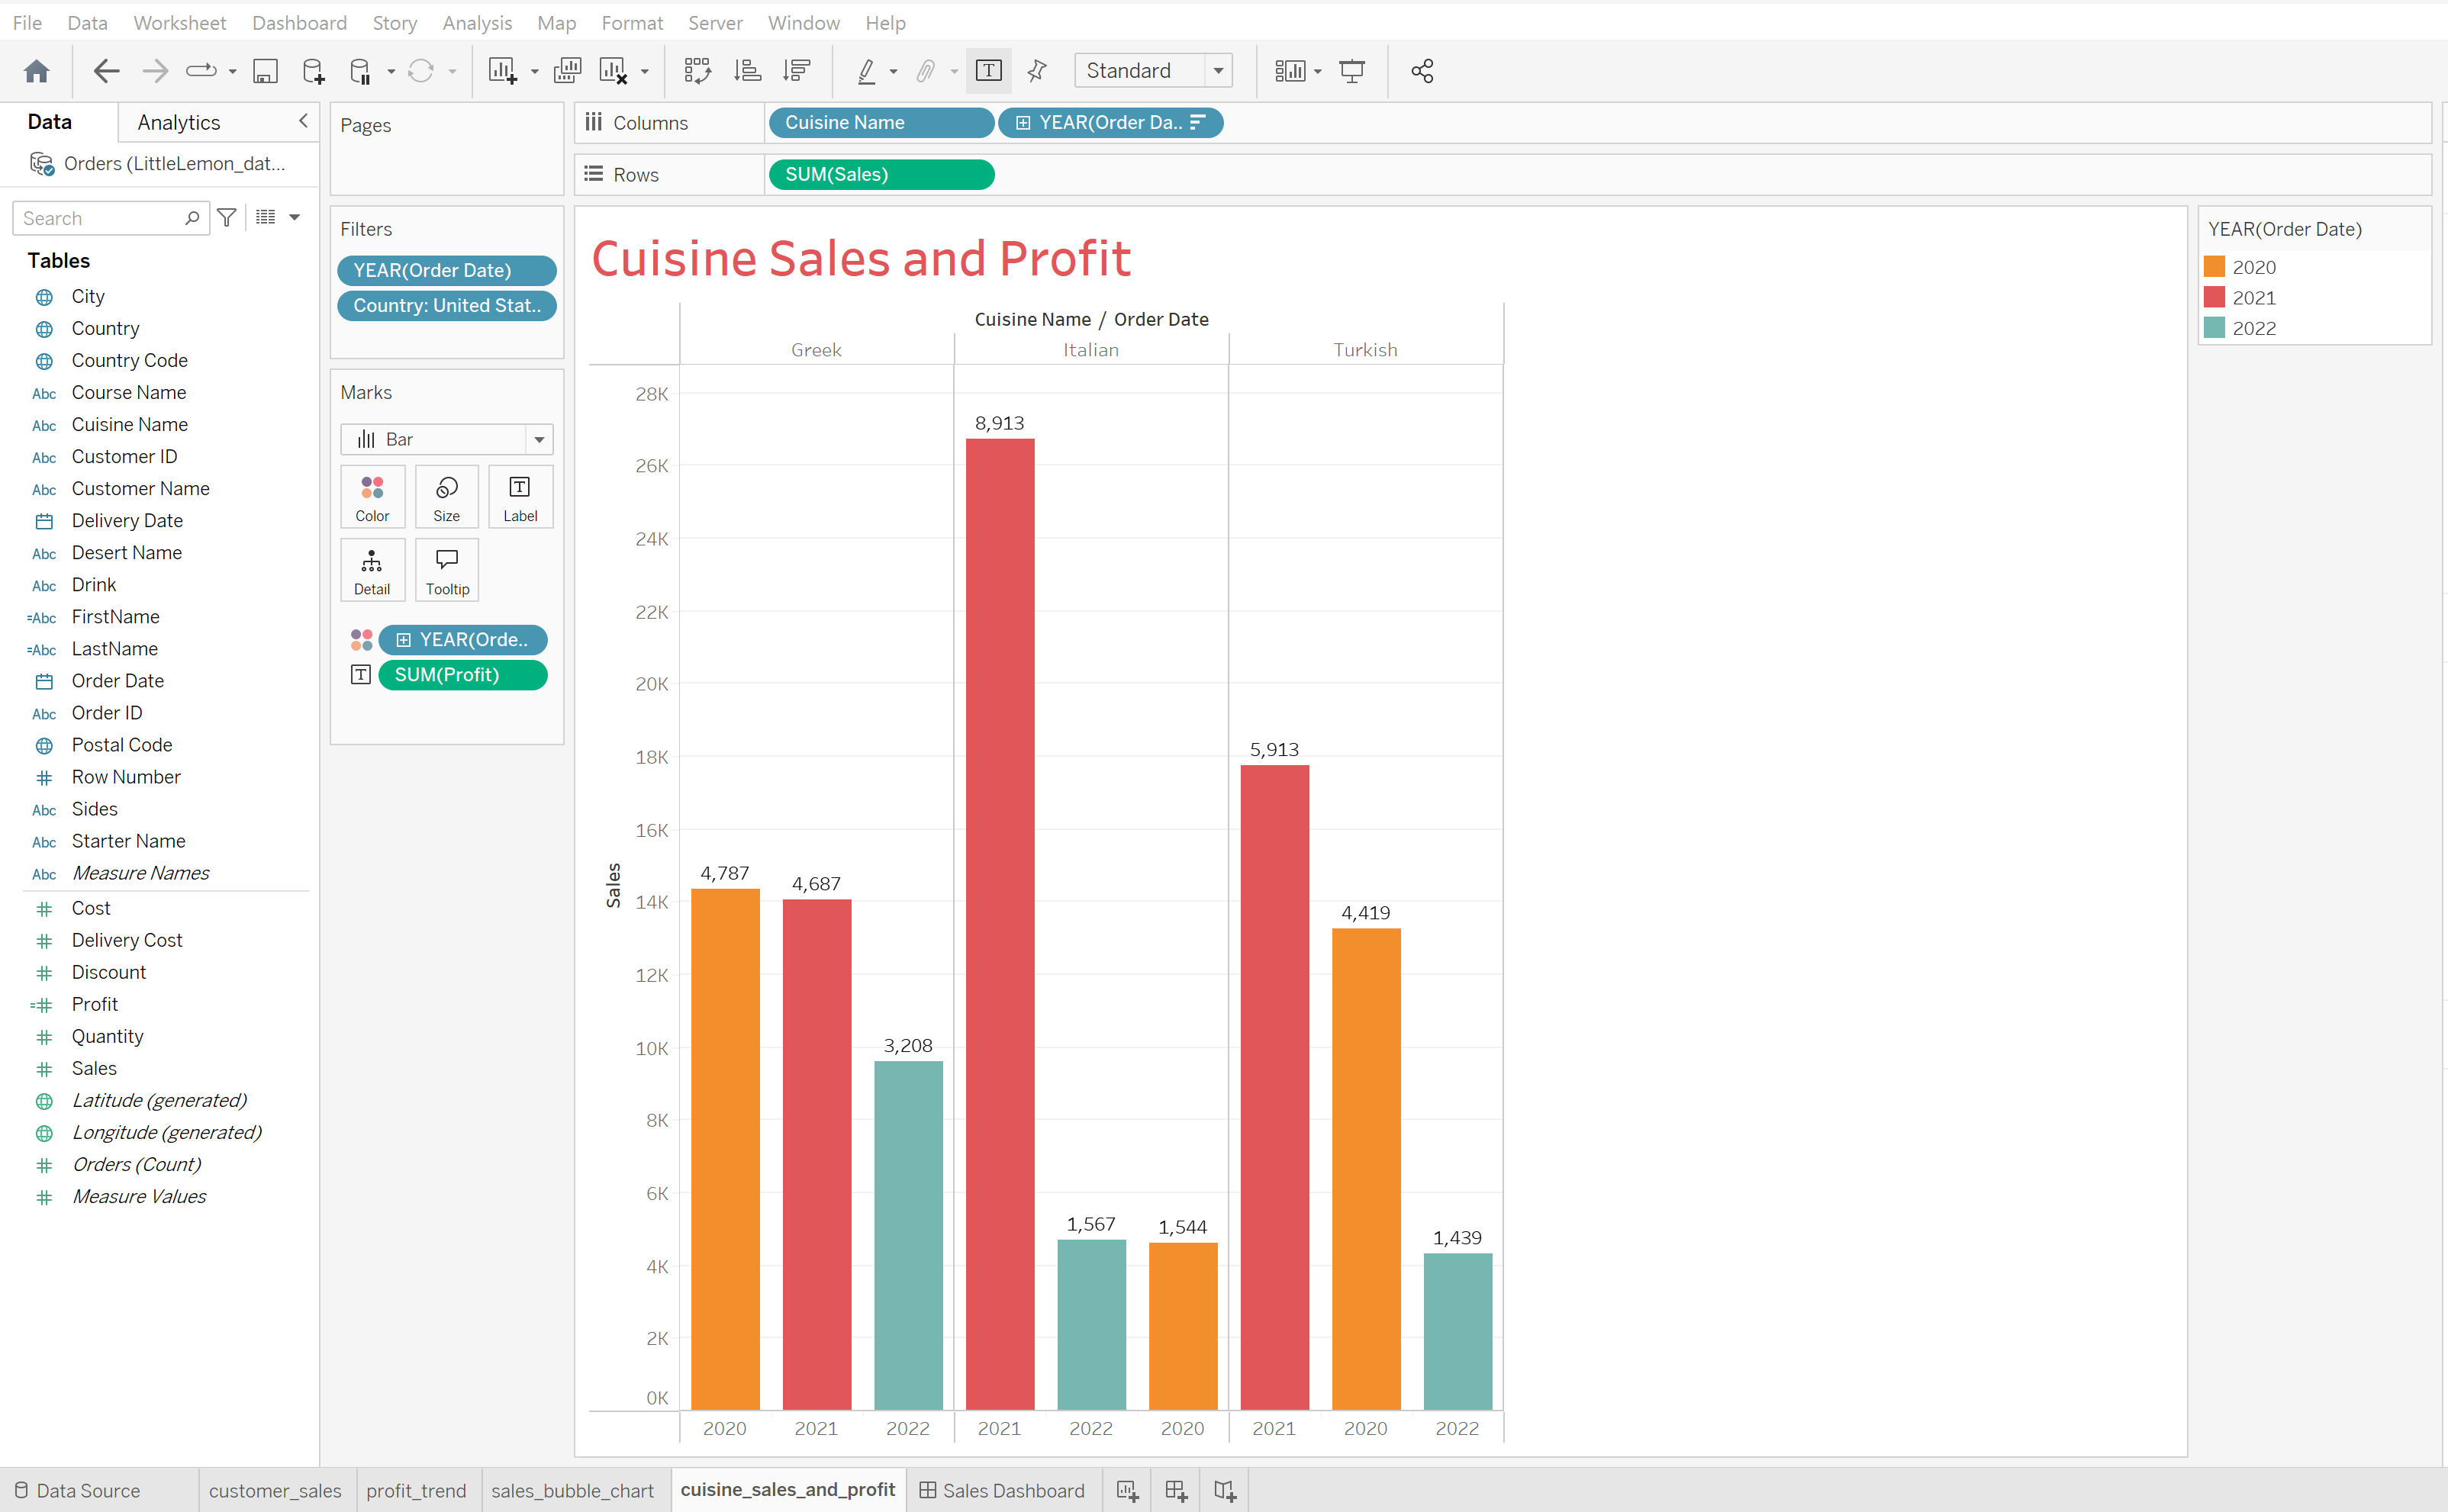 File Data Worksheet Dashboard Story Analysis Map Format Server Window Help
Standard
Data Analytics
Orders (LittleLemon_dat...
Search
Tables
City
Country
Country Code
Abc Course Name
Abc Cuisine Name
Abc Customer ID
Abc Customer Name
Delivery Date
Abc Desert Name
Abc Drink
=Abc FirstName
=Abc LastName
Order Date
Abc Order ID
Postal Code
# Row Number
Abc Sides
Abc Starter Name
Abc Measure Names
# Cost
# Delivery Cost
# Discount
=# Profit
# Quantity
# Sales
Latitude (generated)
Longitude (generated)
# Orders (Count)
# Measure Values
Pages
Filters
YEAR(Order Date)
Country: United Stat..
Marks
Bar
Color Size T Label
Detail Tooltip
YEAR(Orde..
T SUM(Profit)
Columns Cuisine Name YEAR(Order Da..
Rows SUM(Sales)
Cuisine Sales and Profit
Cuisine Name / Order Date
Greek Italian Turkish
Sales
28K
26K
24K
22K
20K
18K
16K
14K
12K
10K
8K
6K
4K
2K
0K
4,787 4,687 3,208 8,913 1,567 1,544 5,913 4,419 1,439
2020 2021 2022 2021 2022 2020 2021 2020 2022
YEAR(Order Date)
2020
2021
2022
Data Source customer_sales profit_trend sales_bubble_chart cuisine_sales_and_profit Sales Dashboard